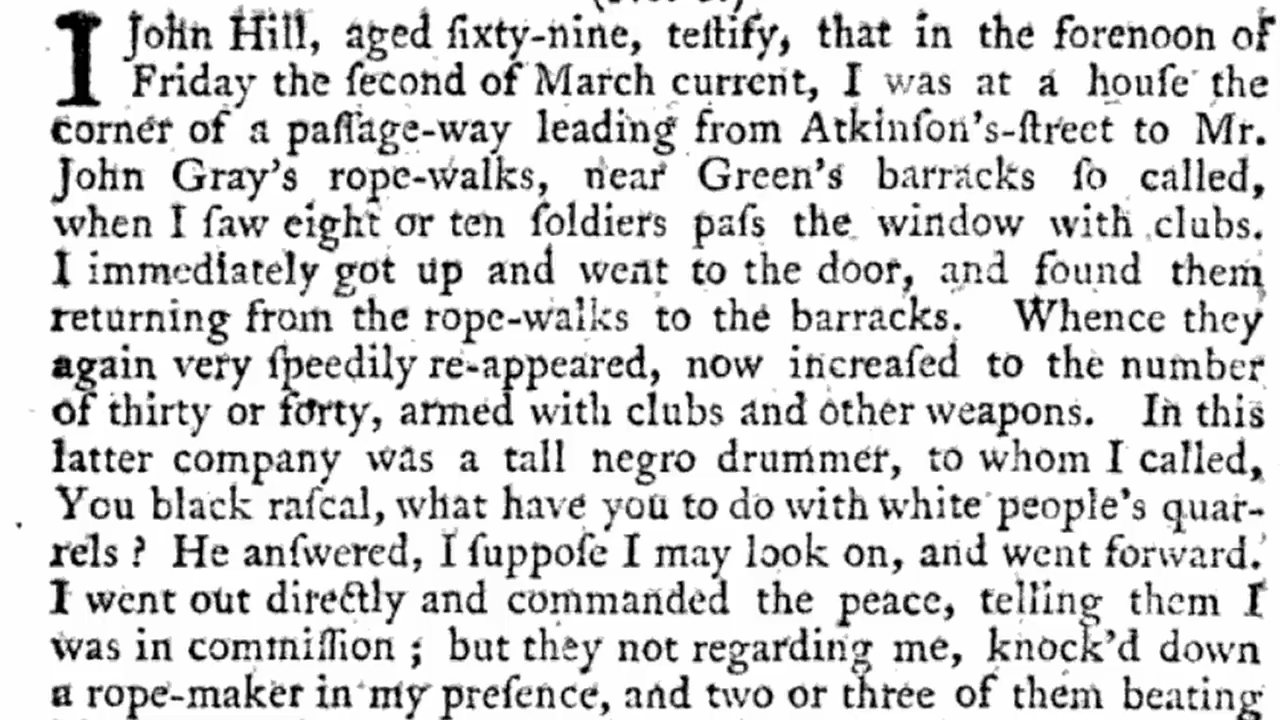 I John Hill, aged ſixty-nine, teſtify, that in the forenoon of
Friday the ſecond of March current, I was at a houſe the
corner of a paſſage-way leading from Atkinſon's-ſtreet to Mr.
John Gray's rope-walks, near Green's barracks ſo called,
when I ſaw eight or ten ſoldiers paſs the window with clubs.
I immediately got up and went to the door, and found them
returning from the rope-walks to the barracks. Whence they
again very ſpeedily re-appeared, now increaſed to the number
of thirty or forty, armed with clubs and other weapons. In this
latter company was a tall negro drummer, to whom I called,
You black raſcal, what have you to do with white people's quar-
rels? He anſwered, I ſuppoſe I may look on, and went forward.
I went out directly and commanded the peace, telling them I
was in commiſſion; but they not regarding me, knock'd down
a rope-maker in my preſence, and two or three of them beating